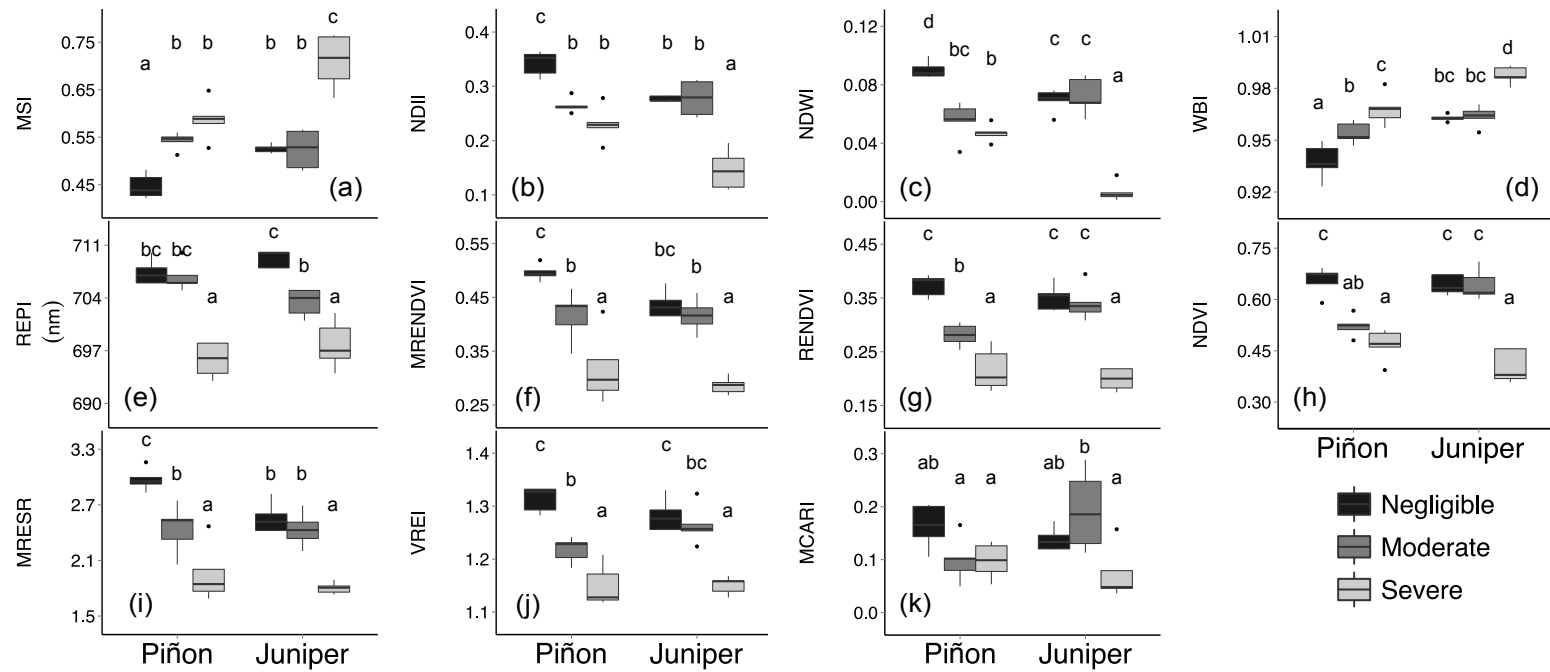 c
b b b b
a
0.75
0.65
0.55
0.45
MSI
(a)
c
b b b b
a
0.4
0.3
0.2
0.1
NDII
(b)
d
bc b c c
a
0.12
0.08
0.04
0.00
NDWI
(c)
d
c
b bc bc
a
1.01
0.98
0.95
0.92
WBI
(d)
bc bc c
b
a a
711
704
697
690
REPI
(nm)
(e)
c
b bc b
a a
0.55
0.45
0.35
0.25
MRENDVI
(f)
c b c c
a a
0.45
0.35
0.25
0.15
RENDVI
(g)
c c c
ab a a
0.75
0.60
0.45
0.30
NDVI
(h)
Piñon Juniper
c
b b b
a a
3.3
2.7
2.1
1.5
MRESR
(i)
Piñon Juniper
c c
b bc
a a
1.4
1.3
1.2
1.1
VREI
(j)
Piñon Juniper
ab a a ab b a
0.3
0.2
0.1
0.0
MCARI
(k)
Piñon Juniper
Negligible
Moderate
Severe